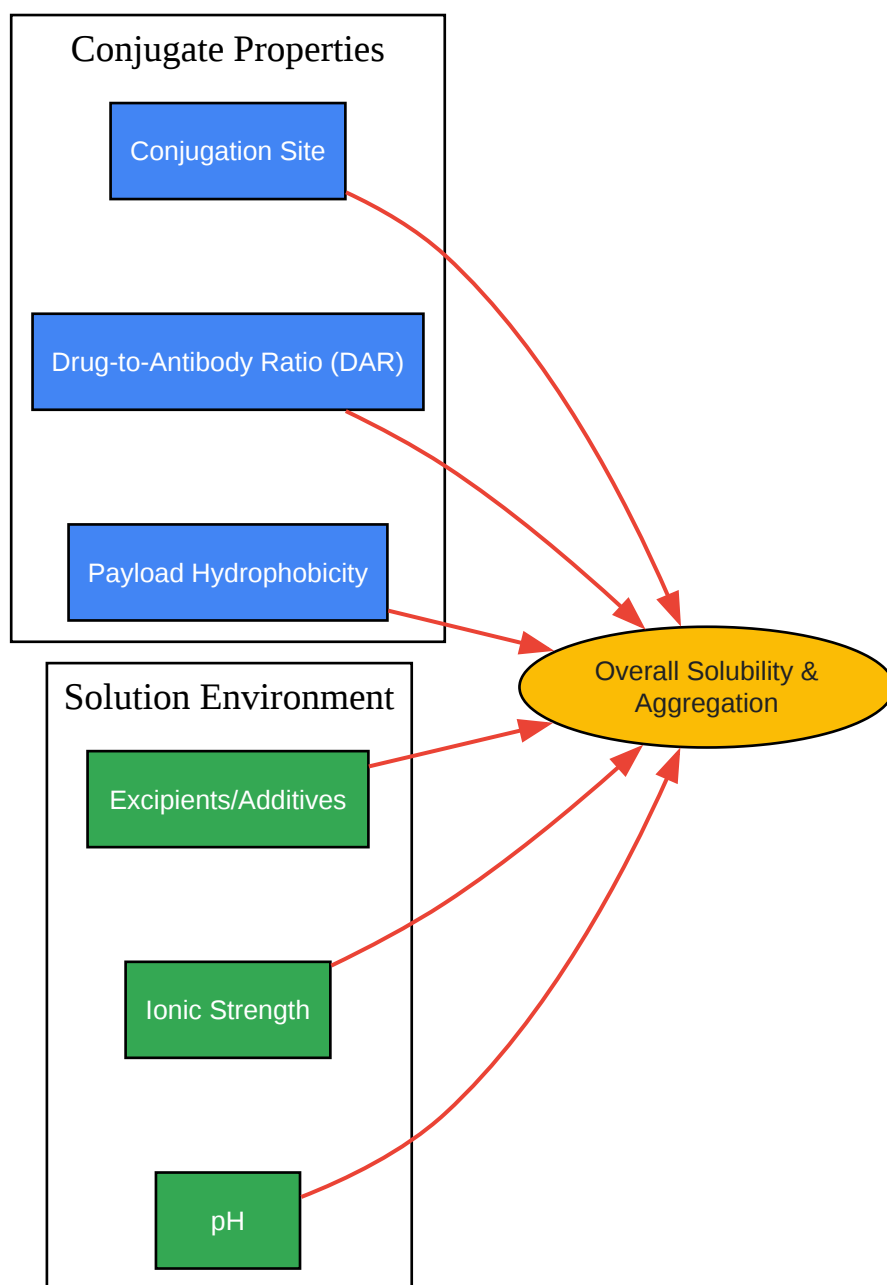 Conjugate Properties
Conjugation Site
Drug-to-Antibody Ratio (DAR)
Payload Hydrophobicity
Overall Solubility &
Aggregation
Solution Environment
Excipients/Additives
Ionic Strength
pH